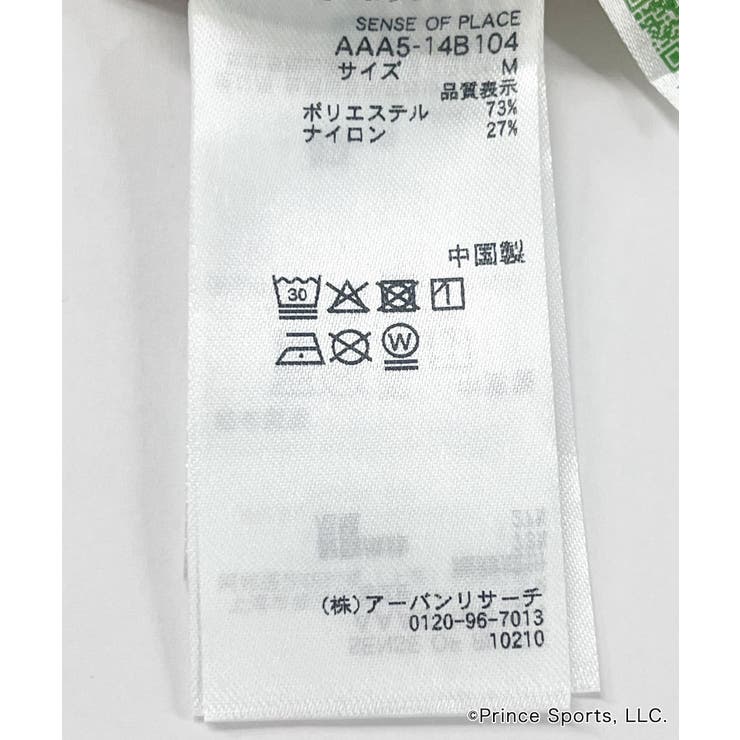 SENSE OF PLACE
AAA5-14B104
サイズ M
品質表示
ポリエステル 73%
ナイロン 27%
中国製
30
W
(株)アーバンリサーチ
0120-96-7013
10210
©Prince Sports, LLC.